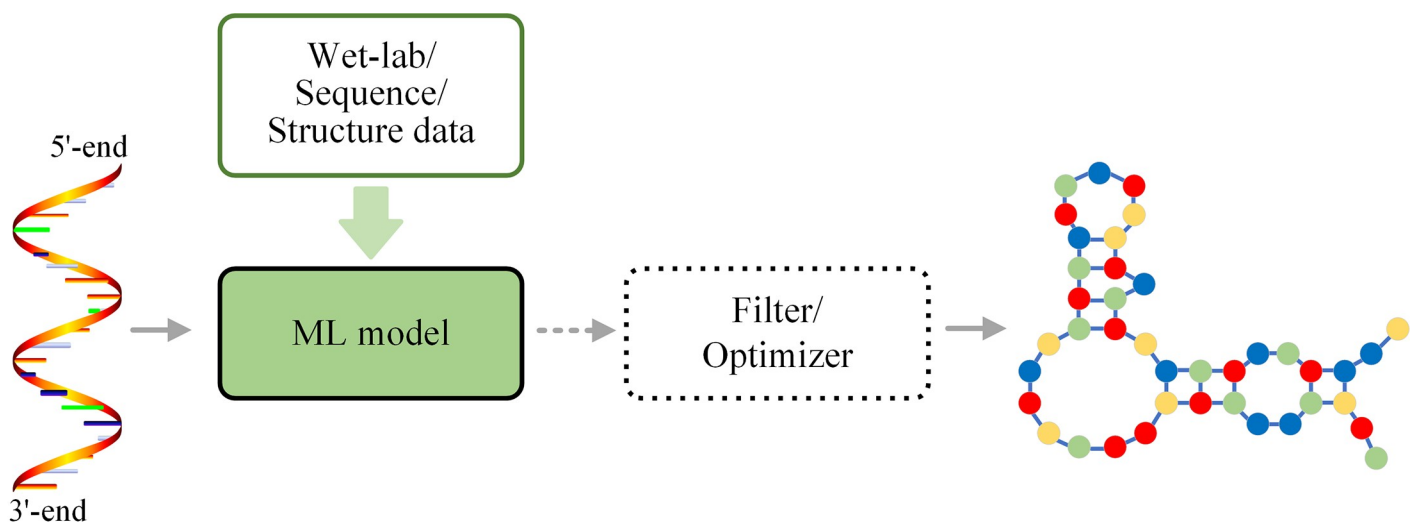 Wet-lab/
Sequence/
Structure data
5'-end
ML model
Filter/
Optimizer
3'-end